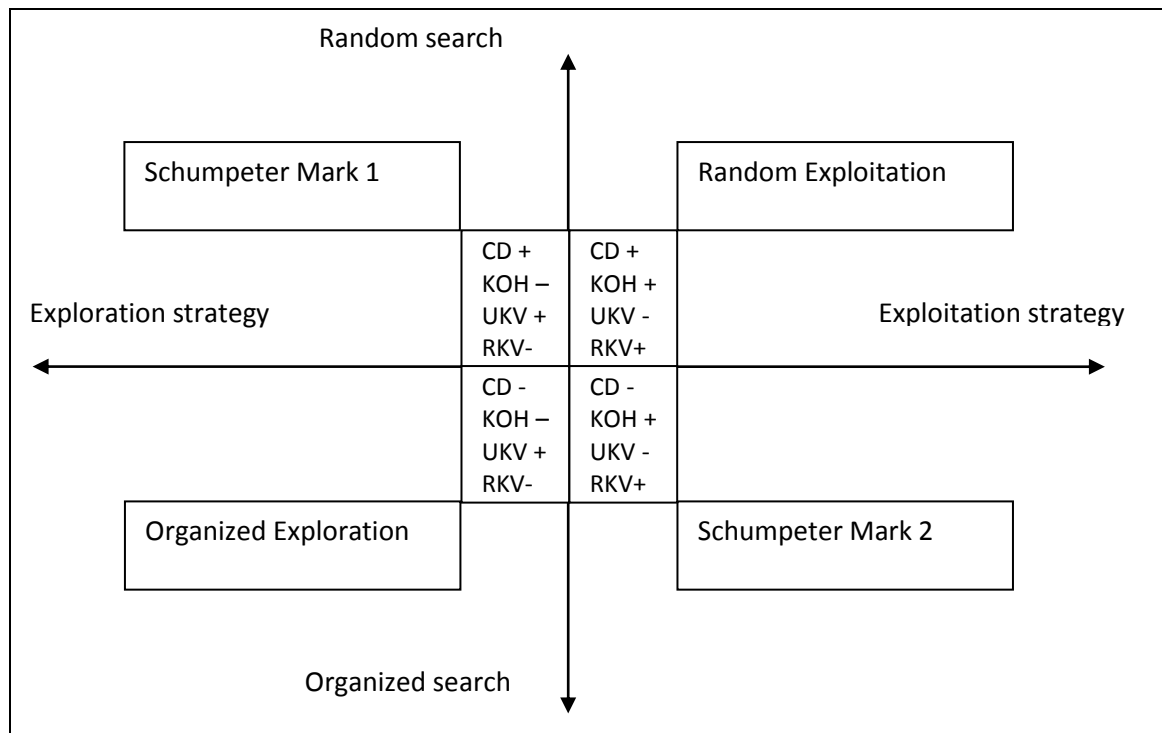 Random search
Schumpeter Mark 1
Random Exploitation
CD +
KOH –
UKV +
RKV-
CD +
KOH +
UKV -
RKV+
Exploration strategy
Exploitation strategy
CD -
KOH –
UKV +
RKV-
CD -
KOH +
UKV -
RKV+
Organized Exploration
Schumpeter Mark 2
Organized search